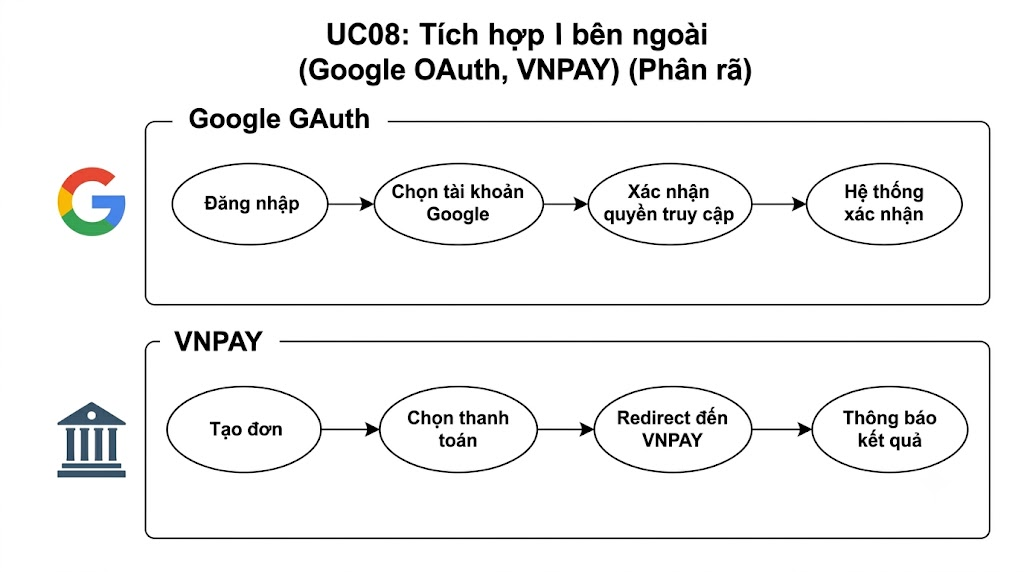 UC08: Tích hợp I bên ngoài
(Google OAuth, VNPAY) (Phân rã)
Google GAuth
Đăng nhập
Chọn tài khoản
Google
Xác nhận
quyền truy cập
Hệ thống
xác nhận
VNPAY
Tạo đơn
Chọn thanh
toán
Redirect đến
VNPAY
Thông báo
kết quả